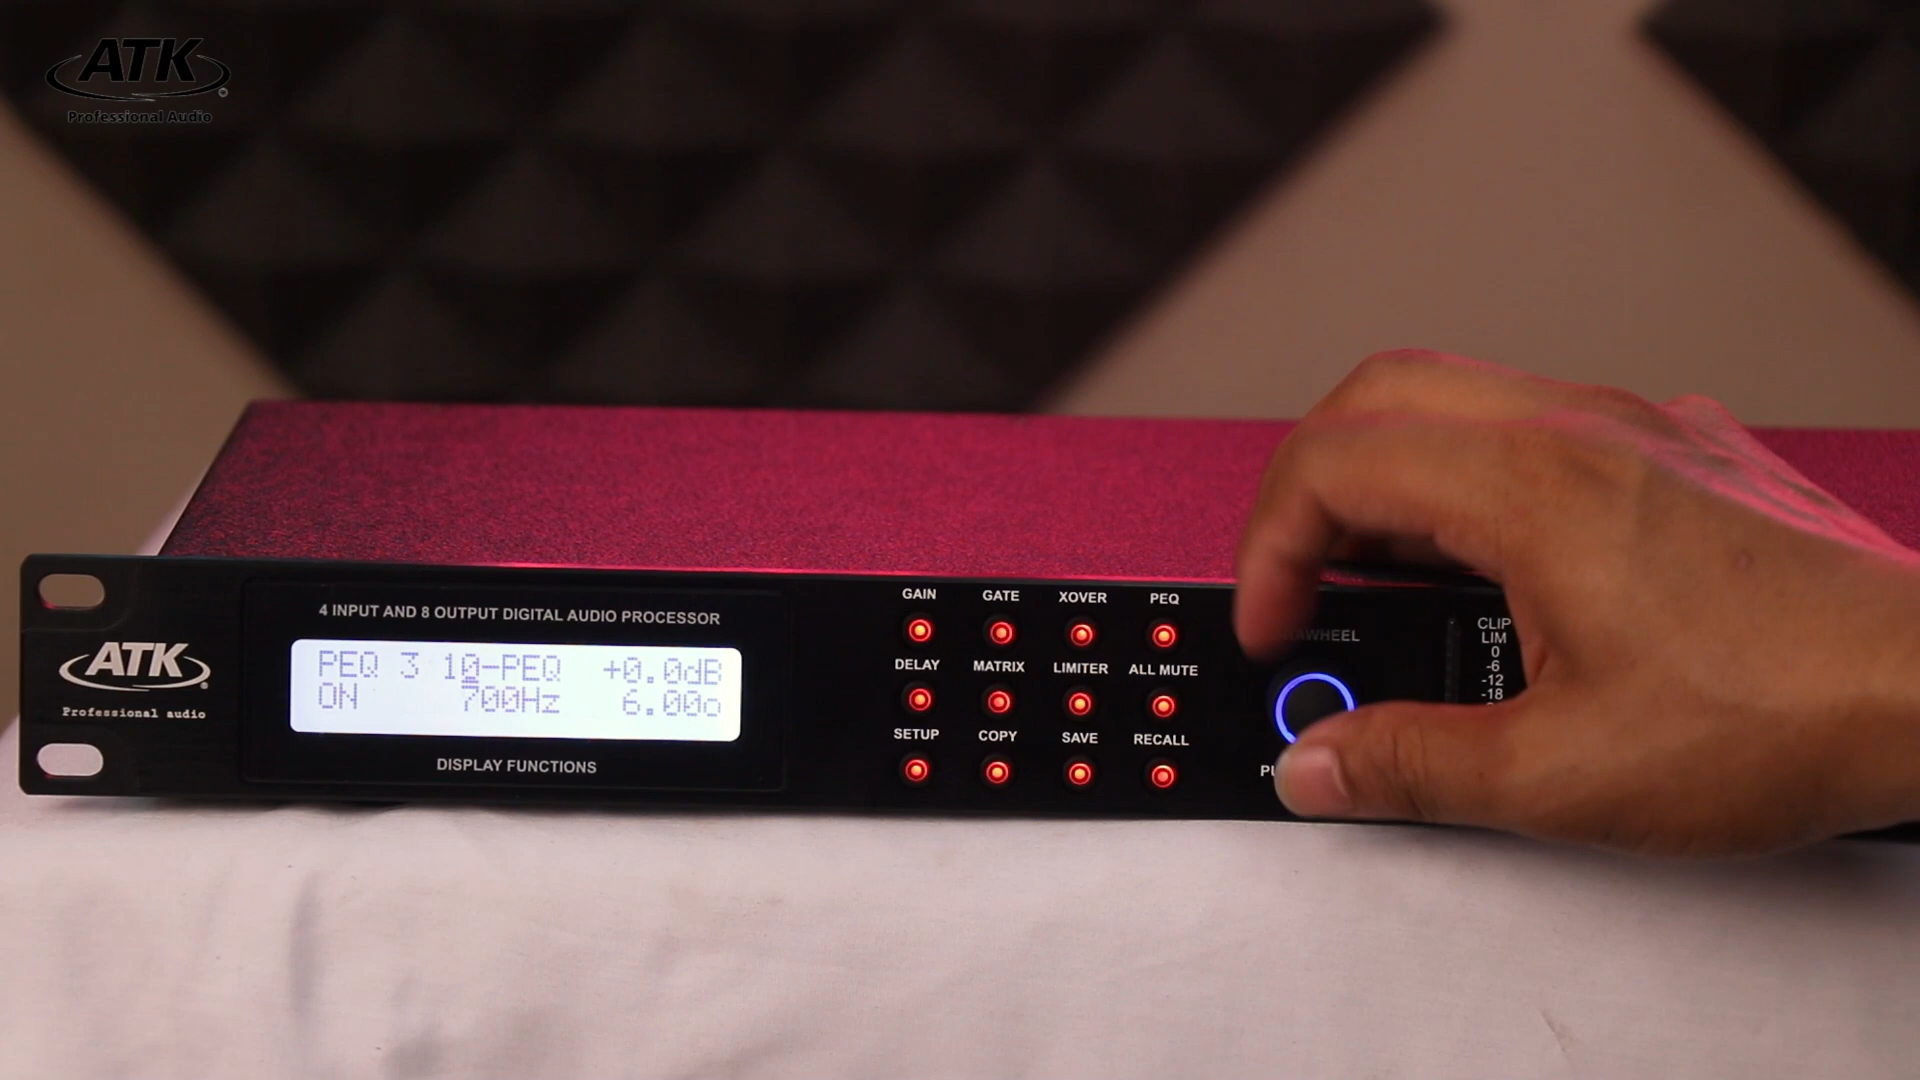 ATK
Professional Audio
4 INPUT AND 8 OUTPUT DIGITAL AUDIO PROCESSOR
PEQ 3 10-PEQ +0.0dB
ON 700Hz 6.00o
DISPLAY FUNCTIONS
ATK
Professional audio
GAIN GATE XOVER PEQ
DELAY MATRIX LIMITER ALL MUTE
SETUP COPY SAVE RECALL
CLIP
LIM
0
-6
-12
-18